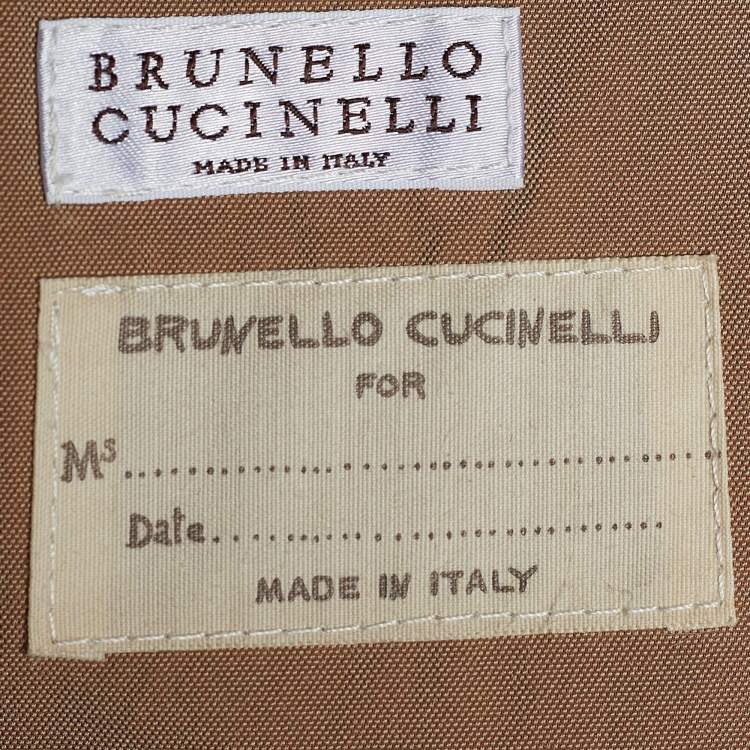 BRUNELLO
CUCINELLI
MADE IN ITALY
BRUNELLO CUCINELLI
FOR
Ms..................................................
Date..........................................
MADE IN ITALY